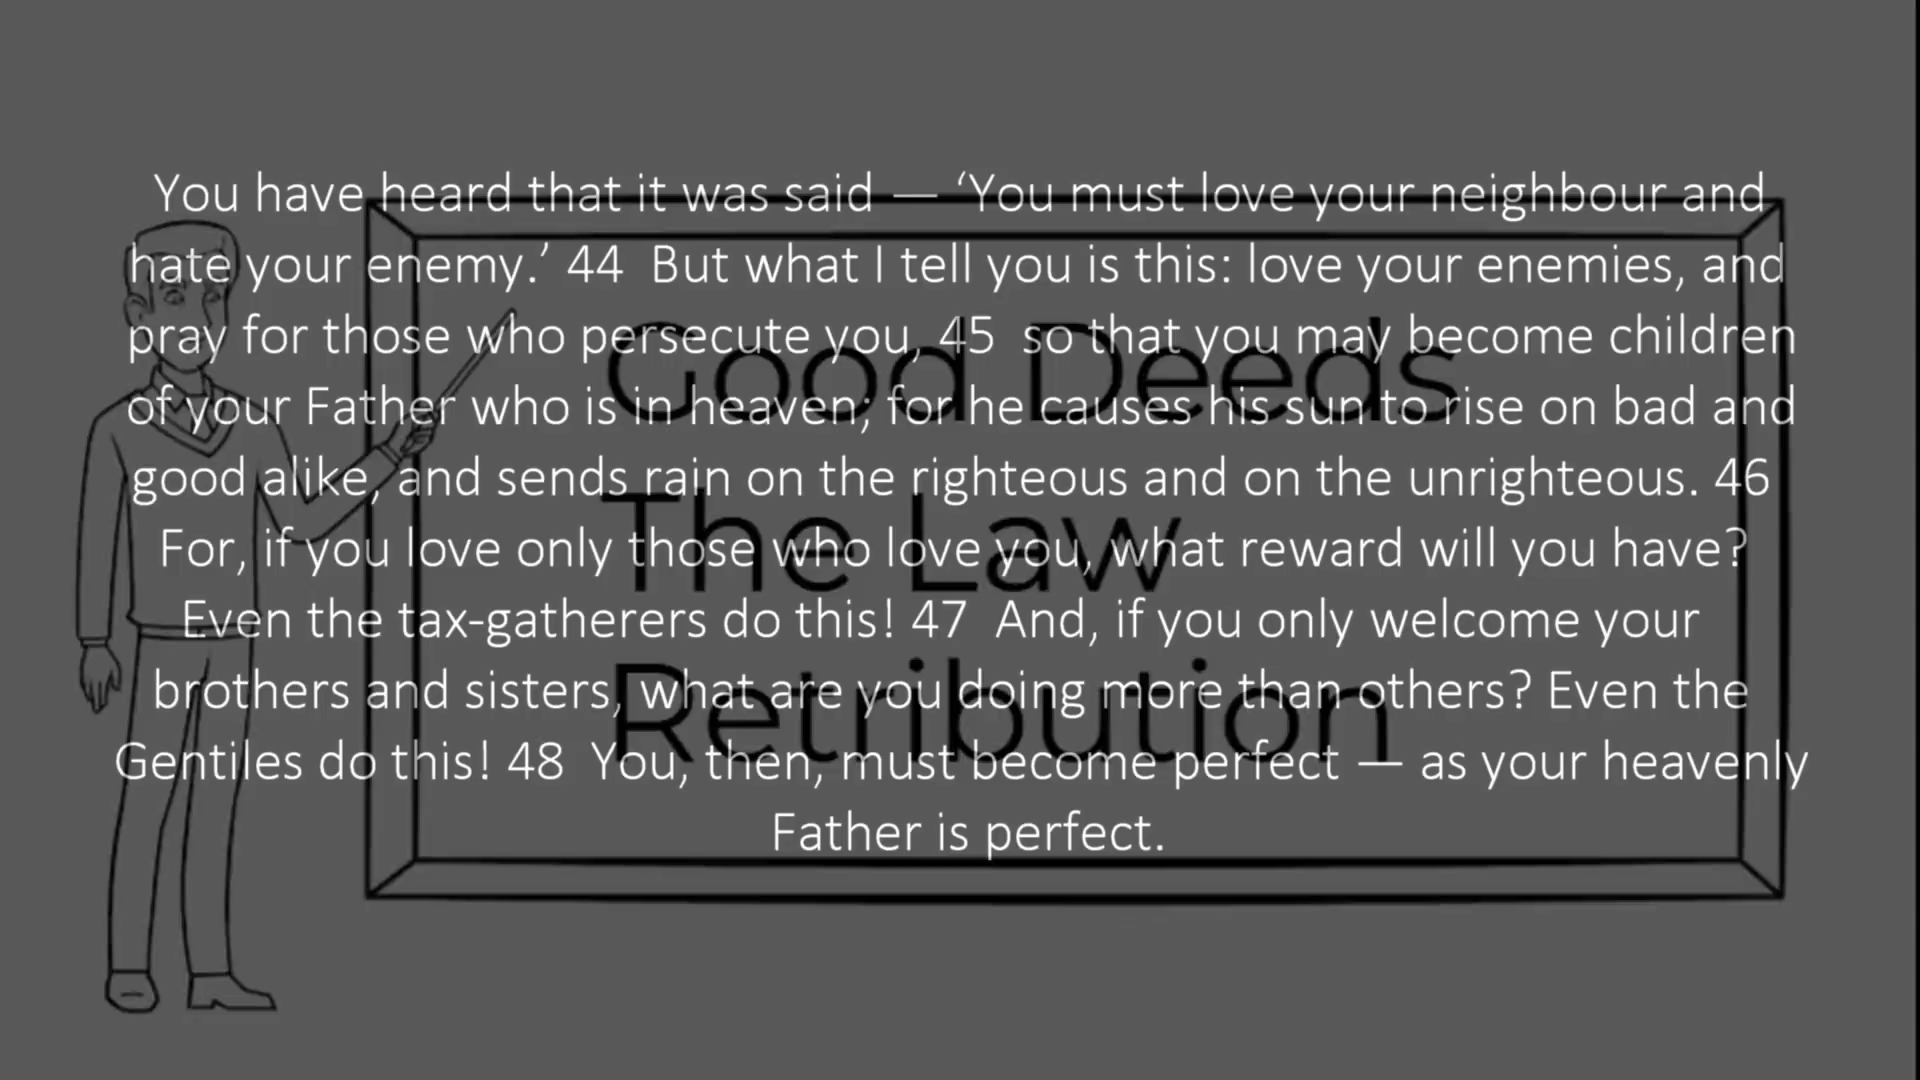 You have heard that it was said — ‘You must love your neighbour and
hate your enemy.’ 44 But what I tell you is this: love your enemies, and
pray for those who persecute you, 45 so that you may become children
of your Father who is in heaven; for he causes his sun to rise on bad and
good alike, and sends rain on the righteous and on the unrighteous. 46
For, if you love only those who love you, what reward will you have?
Even the tax-gatherers do this! 47 And, if you only welcome your
brothers and sisters, what are you doing more than others? Even the
Gentiles do this! 48 You, then, must become perfect — as your heavenly
Father is perfect.
Good Deeds
The Law
Retribution